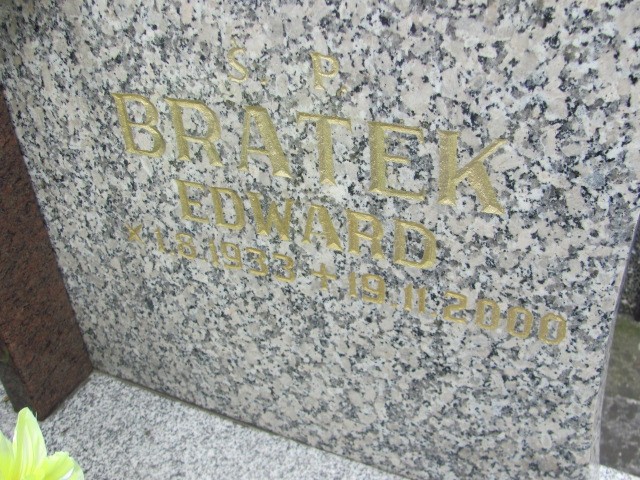 S. P.
BRATEK
EDWARD
* 1.8.1933 + 19.11.2000